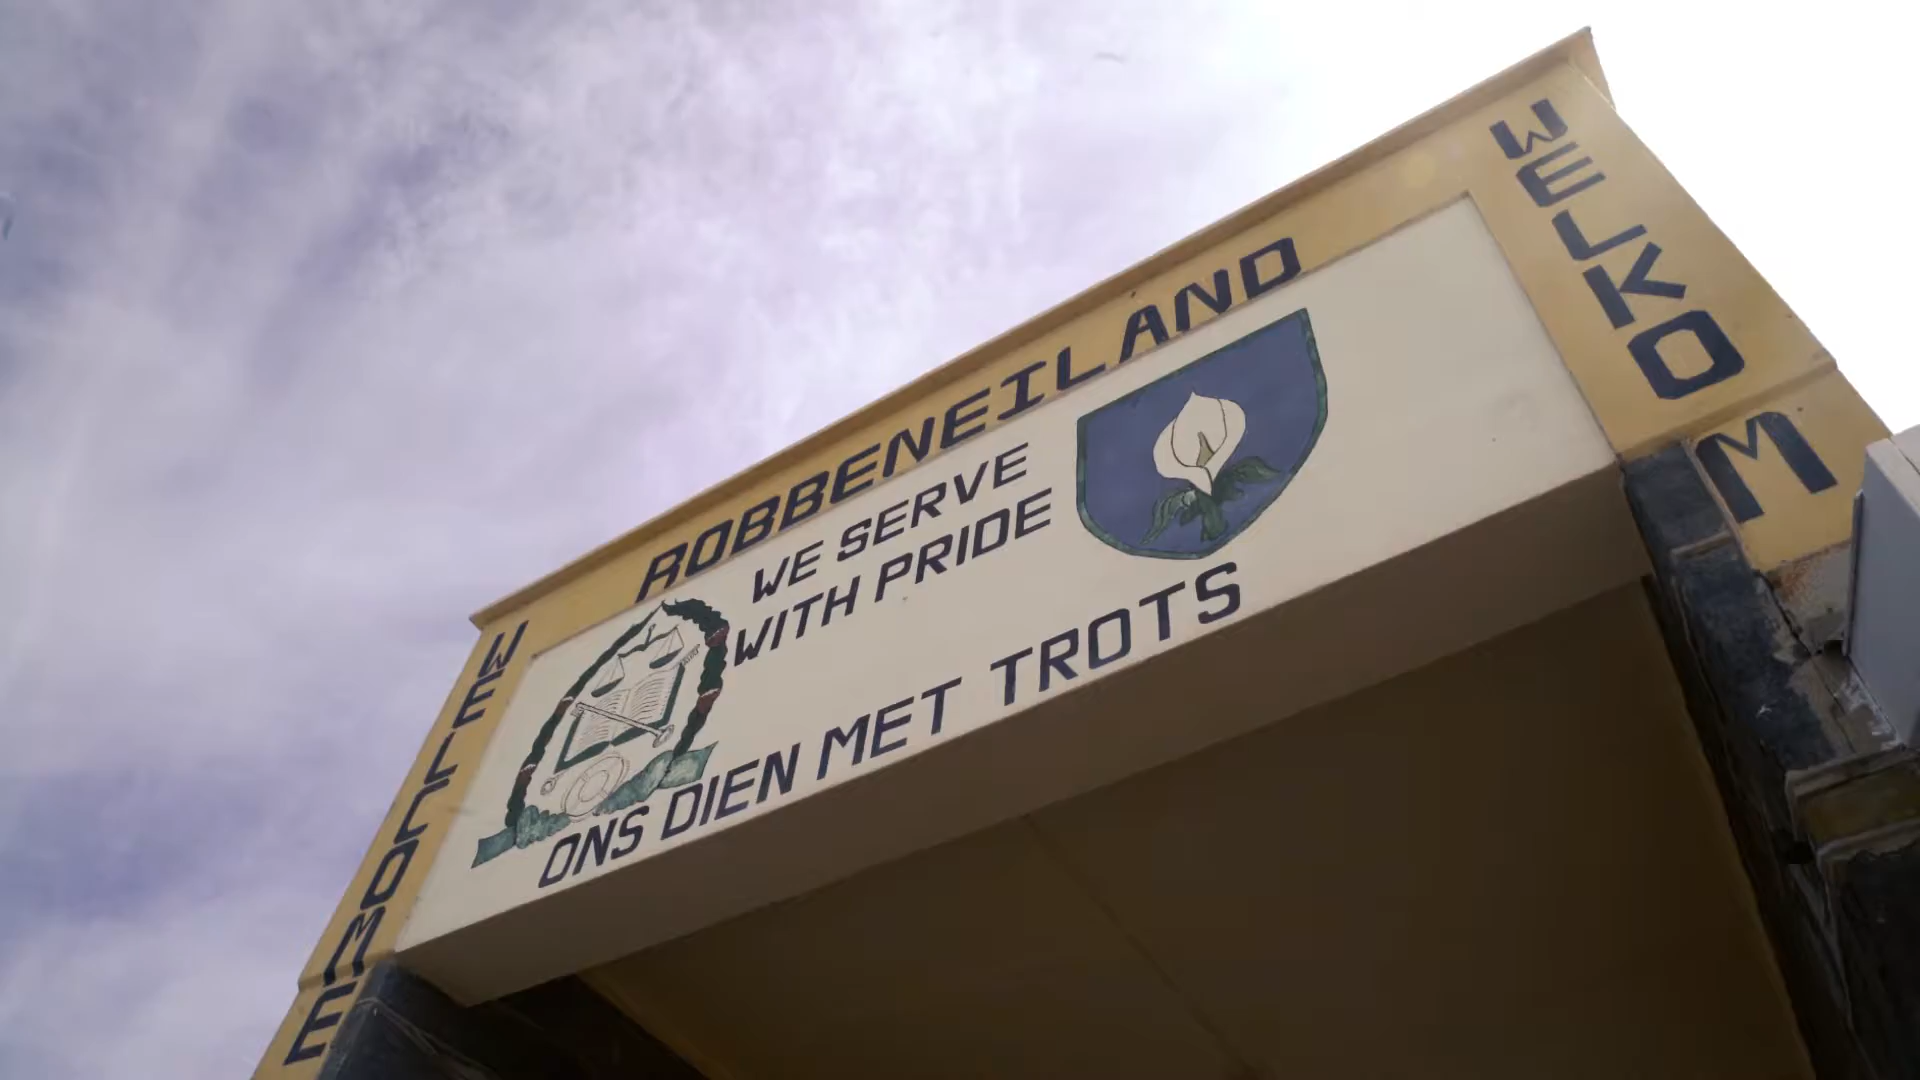 ROBBENEILAND
WELCOME
WE SERVE
WITH PRIDE
ONS DIEN MET TROTS
WELKOM